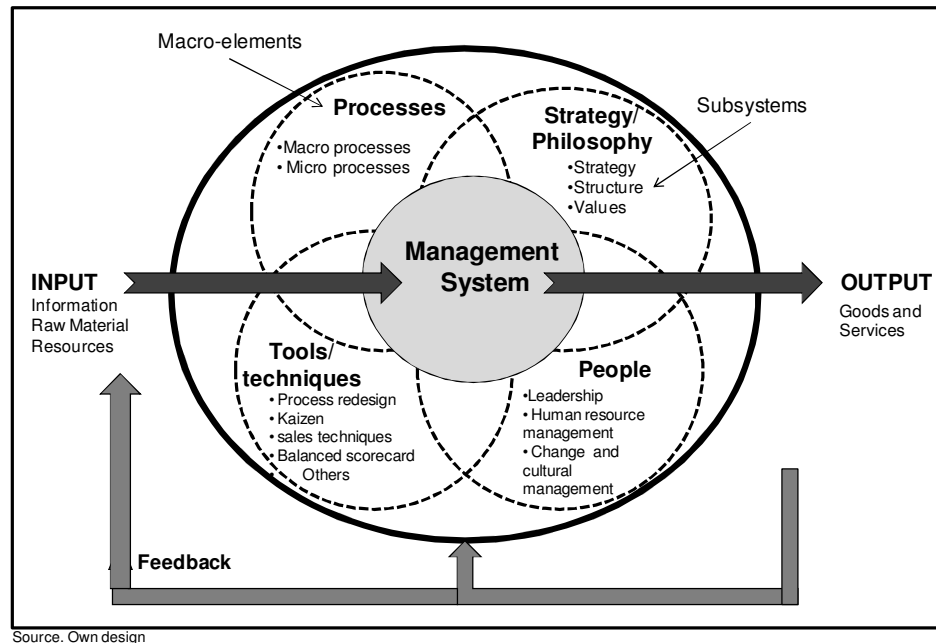 Macro-elements
Processes
•Macro processes
• Micro processes
Strategy/
Philosophy
•Strategy
•Structure
•Values
Subsystems
Management
System
INPUT
Information
Raw Material
Resources
OUTPUT
Goods and
Services
Tools/
techniques
• Process redesign
• Kaizen
• sales techniques
• Balanced scorecard
Others
People
•Leadership
• Human resource
management
• Change and
cultural
management
Feedback
Source. Own design